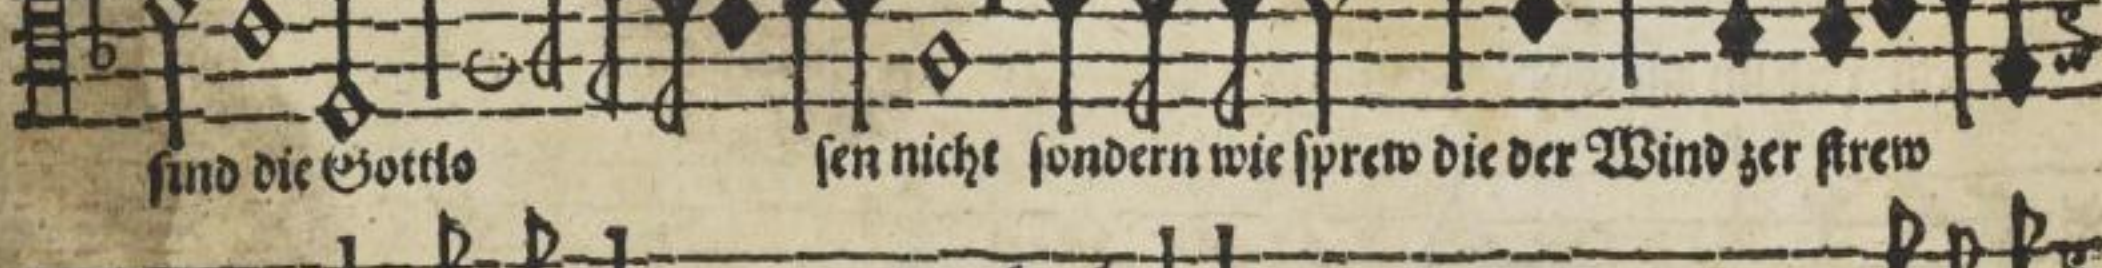 sind die Gottlo sen nicht sondern wie sprew die der Wind zer strew